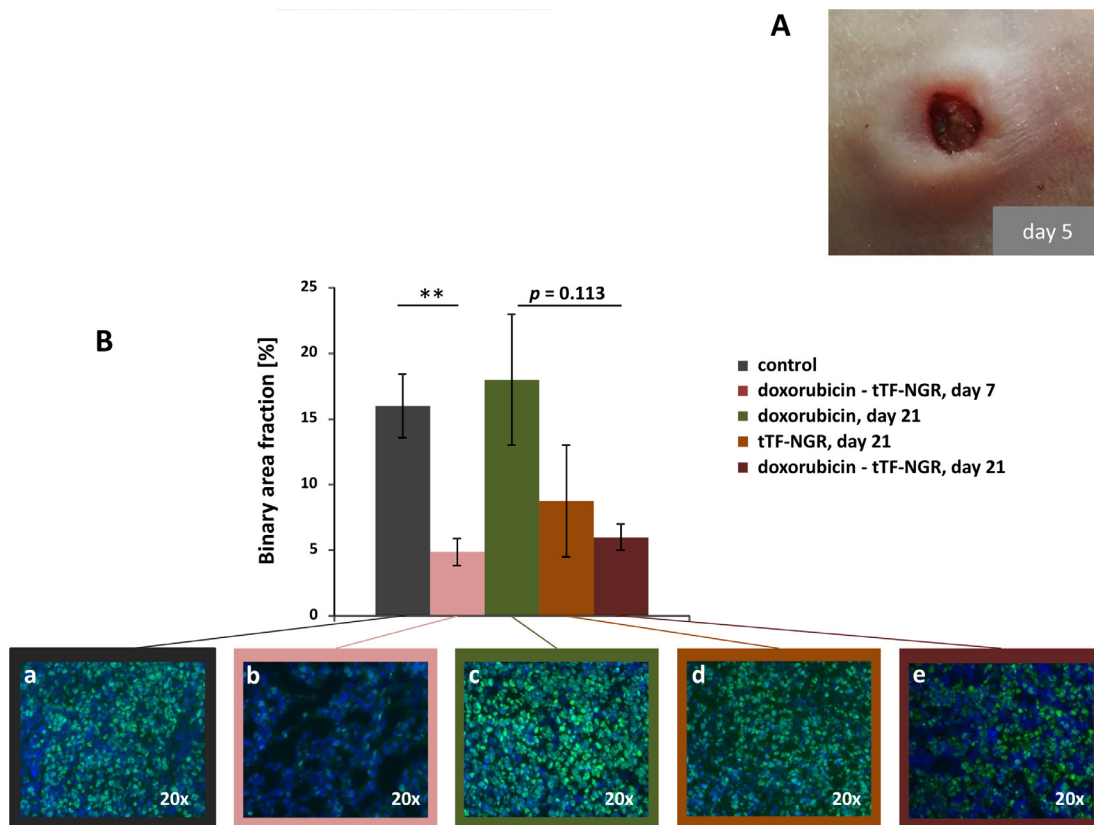 A
day 5
B
Binary area fraction [%]
25
20
15
10
5
0
**
p = 0.113
control
doxorubicin - tTF-NGR, day 7
doxorubicin, day 21
tTF-NGR, day 21
doxorubicin - tTF-NGR, day 21
a
20x
b
20x
c
20x
d
20x
e
20x